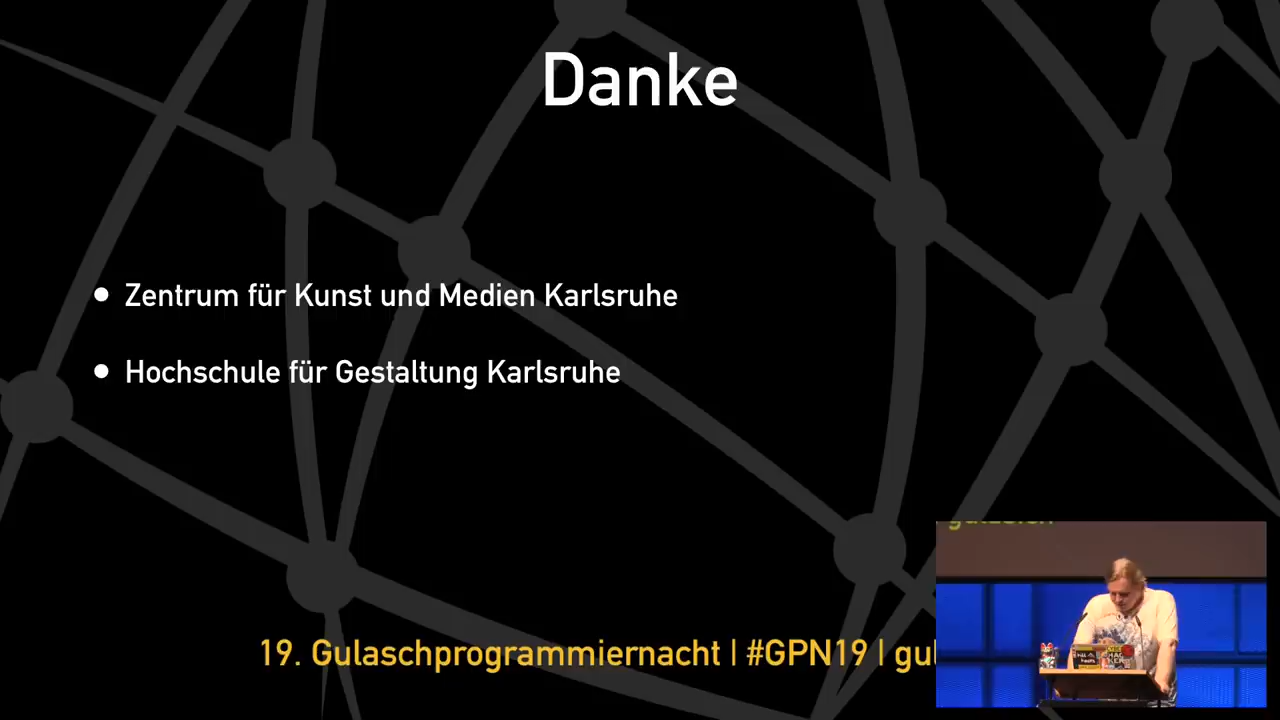 Danke
Zentrum für Kunst und Medien Karlsruhe
Hochschule für Gestaltung Karlsruhe
19. Gulaschprogrammiernacht | #GPN19 | gul